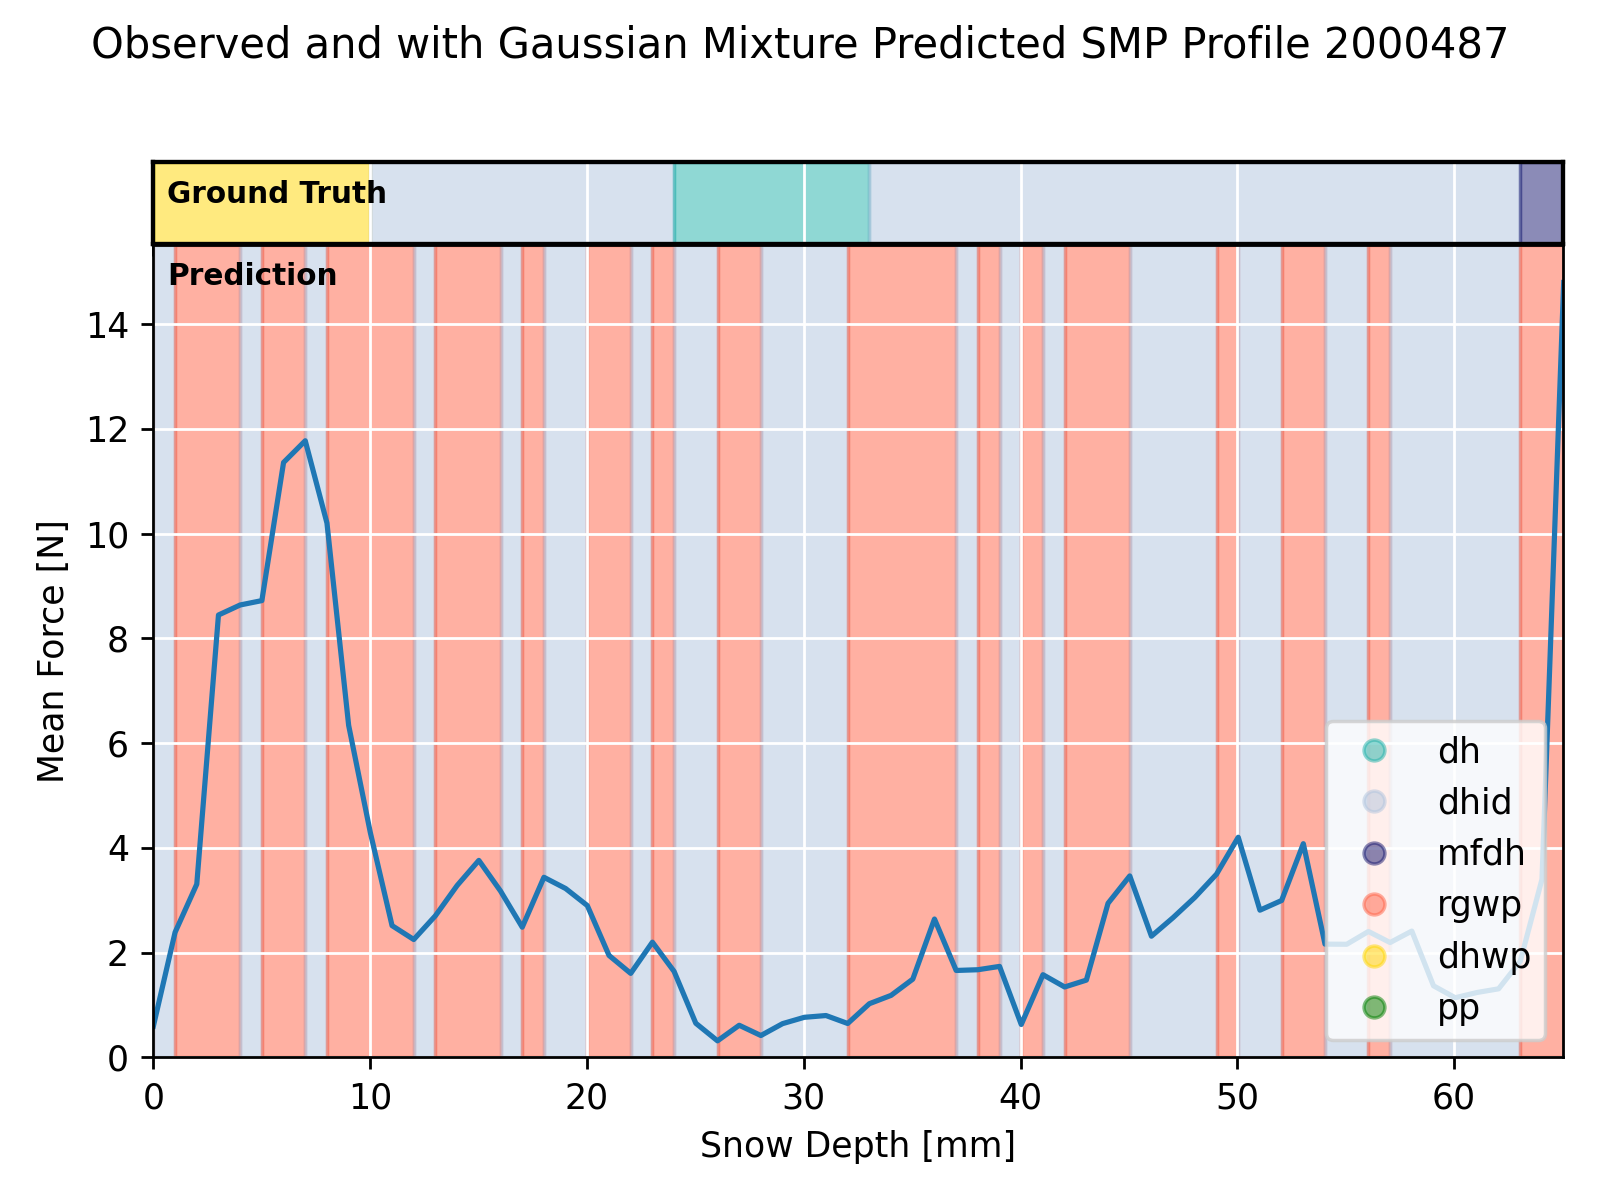 Observed and with Gaussian Mixture Predicted SMP Profile 2000487
Ground Truth
Prediction
14
12
10
8
6
4
2
0
Mean Force [N]
dh
dhid
mfdh
rgwp
dhwp
pp
0 10 20 30 40 50 60
Snow Depth [mm]